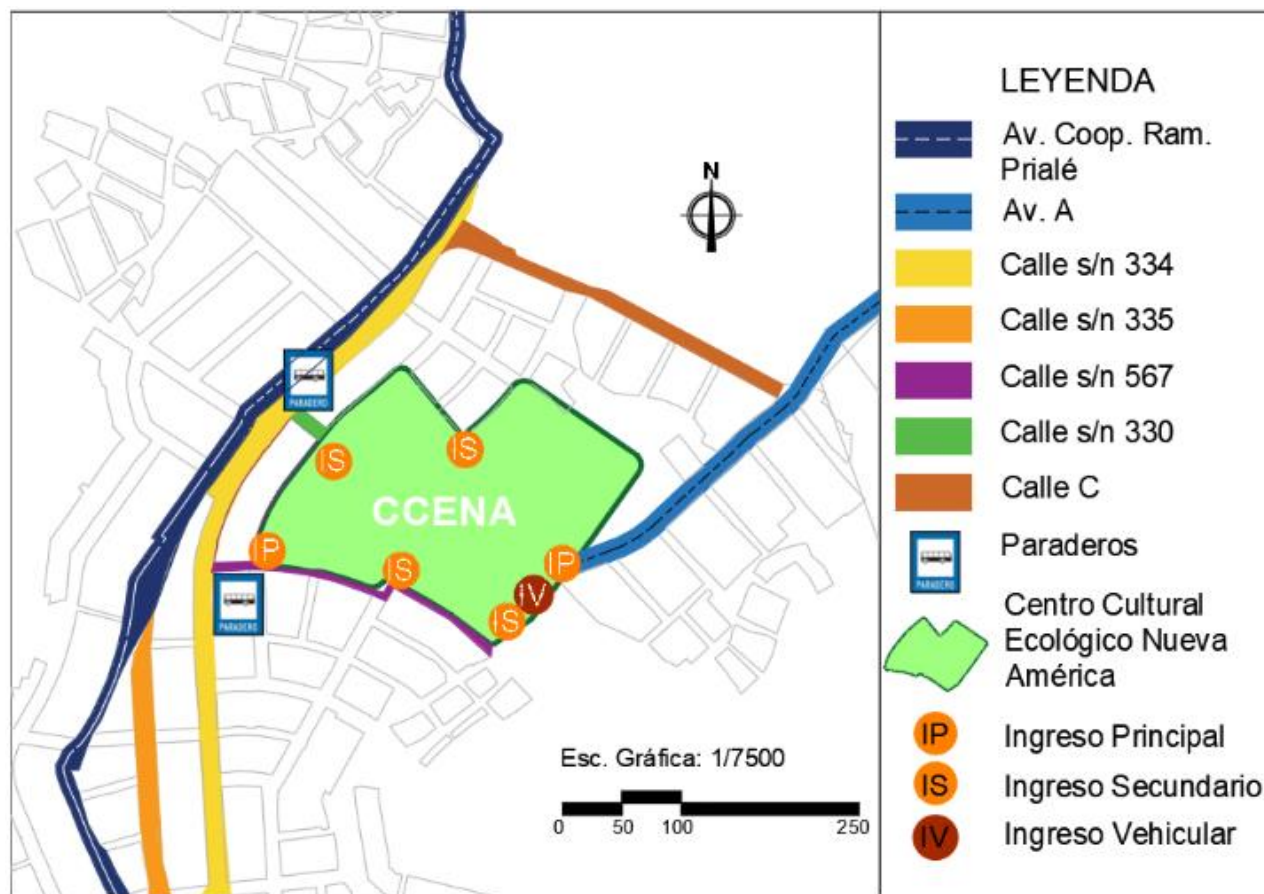 PARADERO
IS
IS
CCENA
IP
IS
IP
IV
IS
PARADERO
N
Esc. Gráfica: 1/7500
0 50 100 250
LEYENDA
Av. Coop. Ram.
Prialé
Av. A
Calle s/n 334
Calle s/n 335
Calle s/n 567
Calle s/n 330
Calle C
Paraderos
Centro Cultural
Ecológico Nueva
América
IP Ingreso Principal
IS Ingreso Secundario
IV Ingreso Vehicular